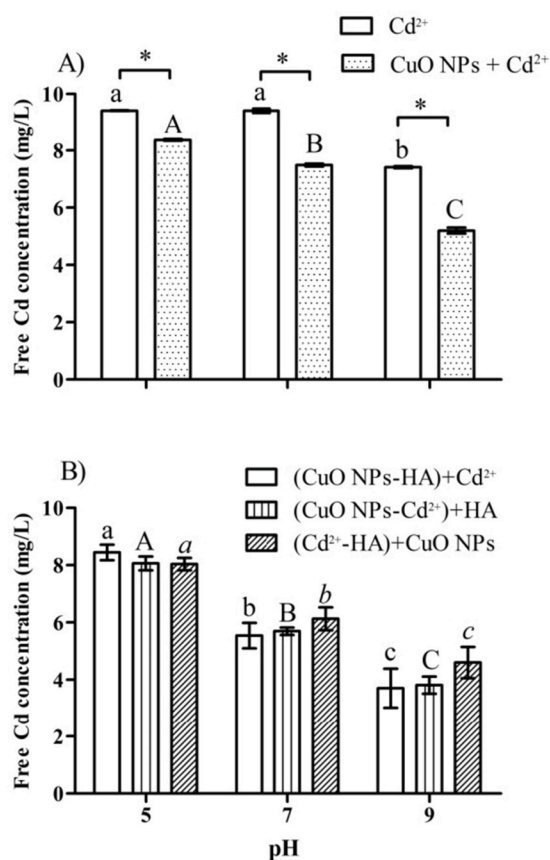 Cd²⁺
CuO NPs + Cd²⁺
A)
* * *
a A a B b C
Free Cd concentration (mg/L)
10
8
6
4
2
0
B)
(CuO NPs-HA)+Cd²⁺
(CuO NPs-Cd²⁺)+HA
(Cd²⁺-HA)+CuO NPs
a A a b B b c C c
Free Cd concentration (mg/L)
10
8
6
4
2
0
5 7 9
pH